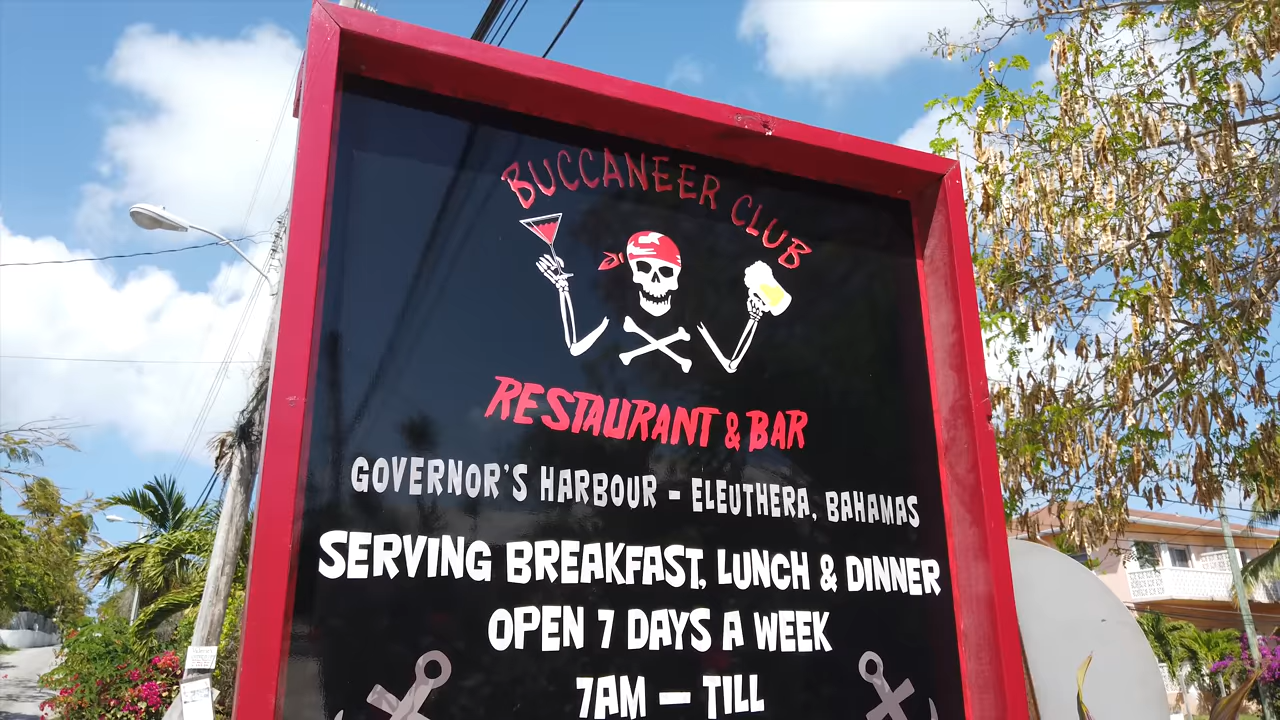 BUCCANEER CLUB
RESTAURANT & BAR
GOVERNOR'S HARBOUR - ELEUTHERA, BAHAMAS
SERVING BREAKFAST, LUNCH & DINNER
OPEN 7 DAYS A WEEK
7AM — TILL